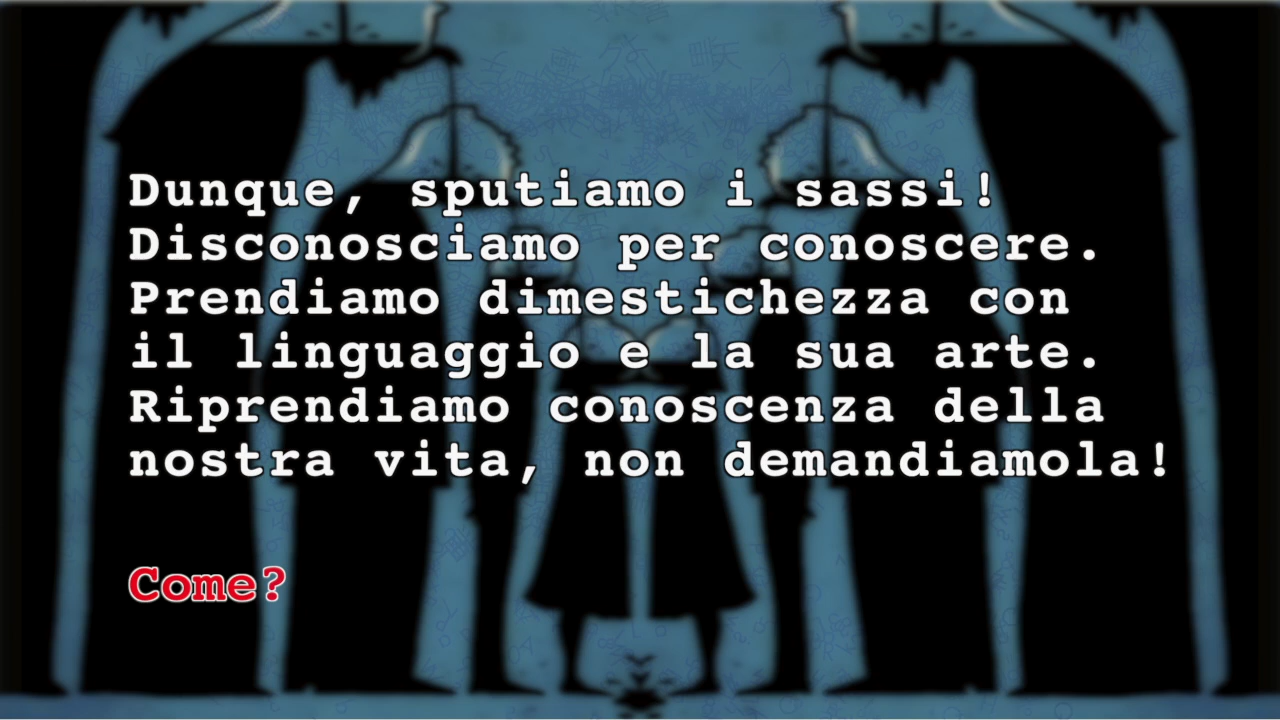 Dunque, sputiamo i sassi!
Disconosciamo per conoscere.
Prendiamo dimestichezza con
il linguaggio e la sua arte.
Riprendiamo conoscenza della
nostra vita, non demandiamola!
Come?